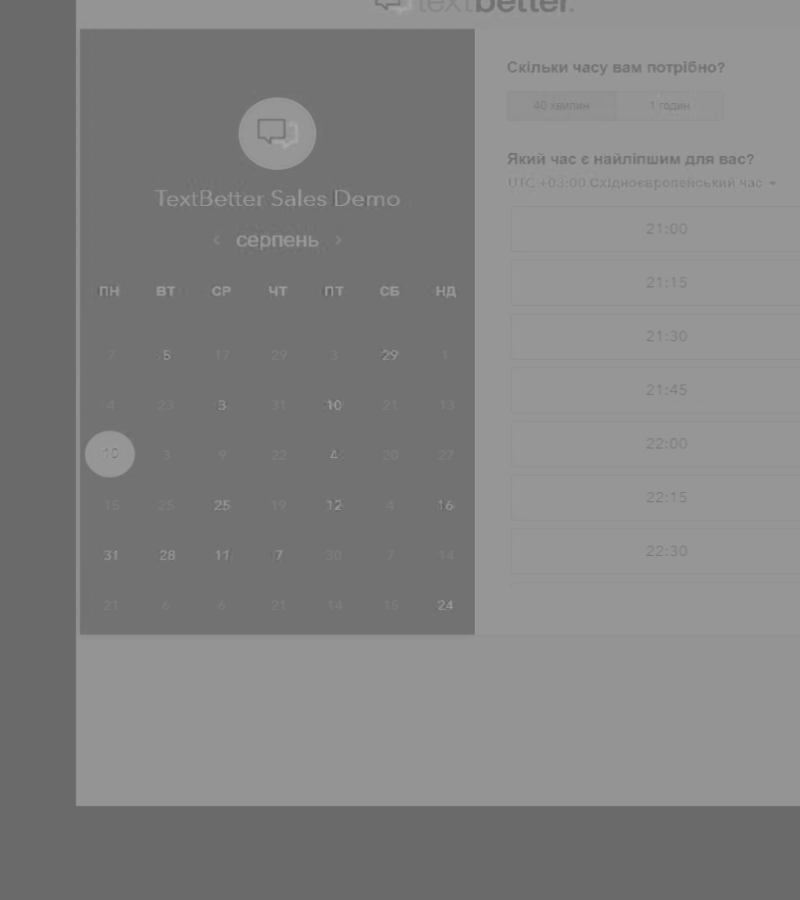 textbetter.
TextBetter Sales Demo
‹ серпень ›
ПН ВТ СР ЧТ ПТ СБ НД
7 5 17 29 3 29 1
4 23 3 31 10 21 13
10 3 9 22 4 20 27
15 25 25 19 12 4 16
31 28 11 7 30 7 14
21 6 6 21 14 15 24
Скільки часу вам потрібно?
40 хвилин 1 годин
Який час є найліпшим для вас?
UTC +03:00 Східноєвропейський час
21:00
21:15
21:30
21:45
22:00
22:15
22:30